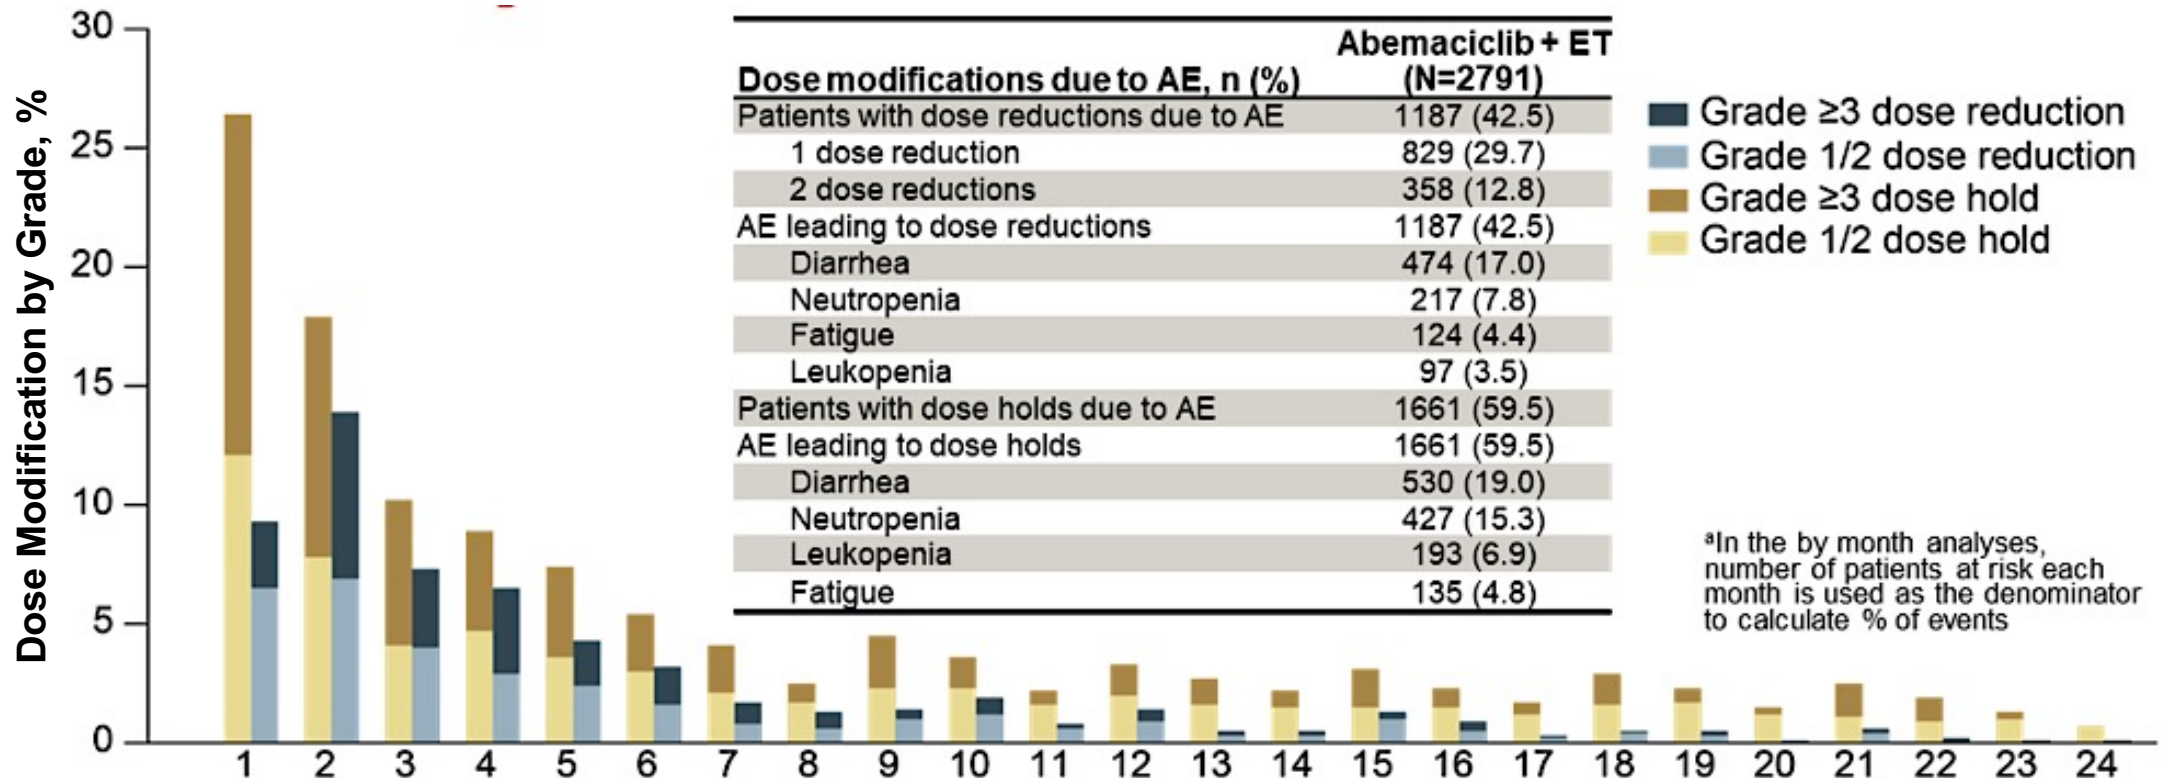 Dose Modification by Grade, %
30
25
20
15
10
5
0
1 2 3 4 5 6 7 8 9 10 11 12 13 14 15 16 17 18 19 20 21 22 23 24
Dose modifications due to AE, n (%) Abemaciclib + ET (N=2791)
Patients with dose reductions due to AE 1187 (42.5)
1 dose reduction 829 (29.7)
2 dose reductions 358 (12.8)
AE leading to dose reductions 1187 (42.5)
Diarrhea 474 (17.0)
Neutropenia 217 (7.8)
Fatigue 124 (4.4)
Leukopenia 97 (3.5)
Patients with dose holds due to AE 1661 (59.5)
AE leading to dose holds 1661 (59.5)
Diarrhea 530 (19.0)
Neutropenia 427 (15.3)
Leukopenia 193 (6.9)
Fatigue 135 (4.8)
Grade ≥3 dose reduction
Grade 1/2 dose reduction
Grade ≥3 dose hold
Grade 1/2 dose hold
ᵃIn the by month analyses,
number of patients at risk each
month is used as the denominator
to calculate % of events